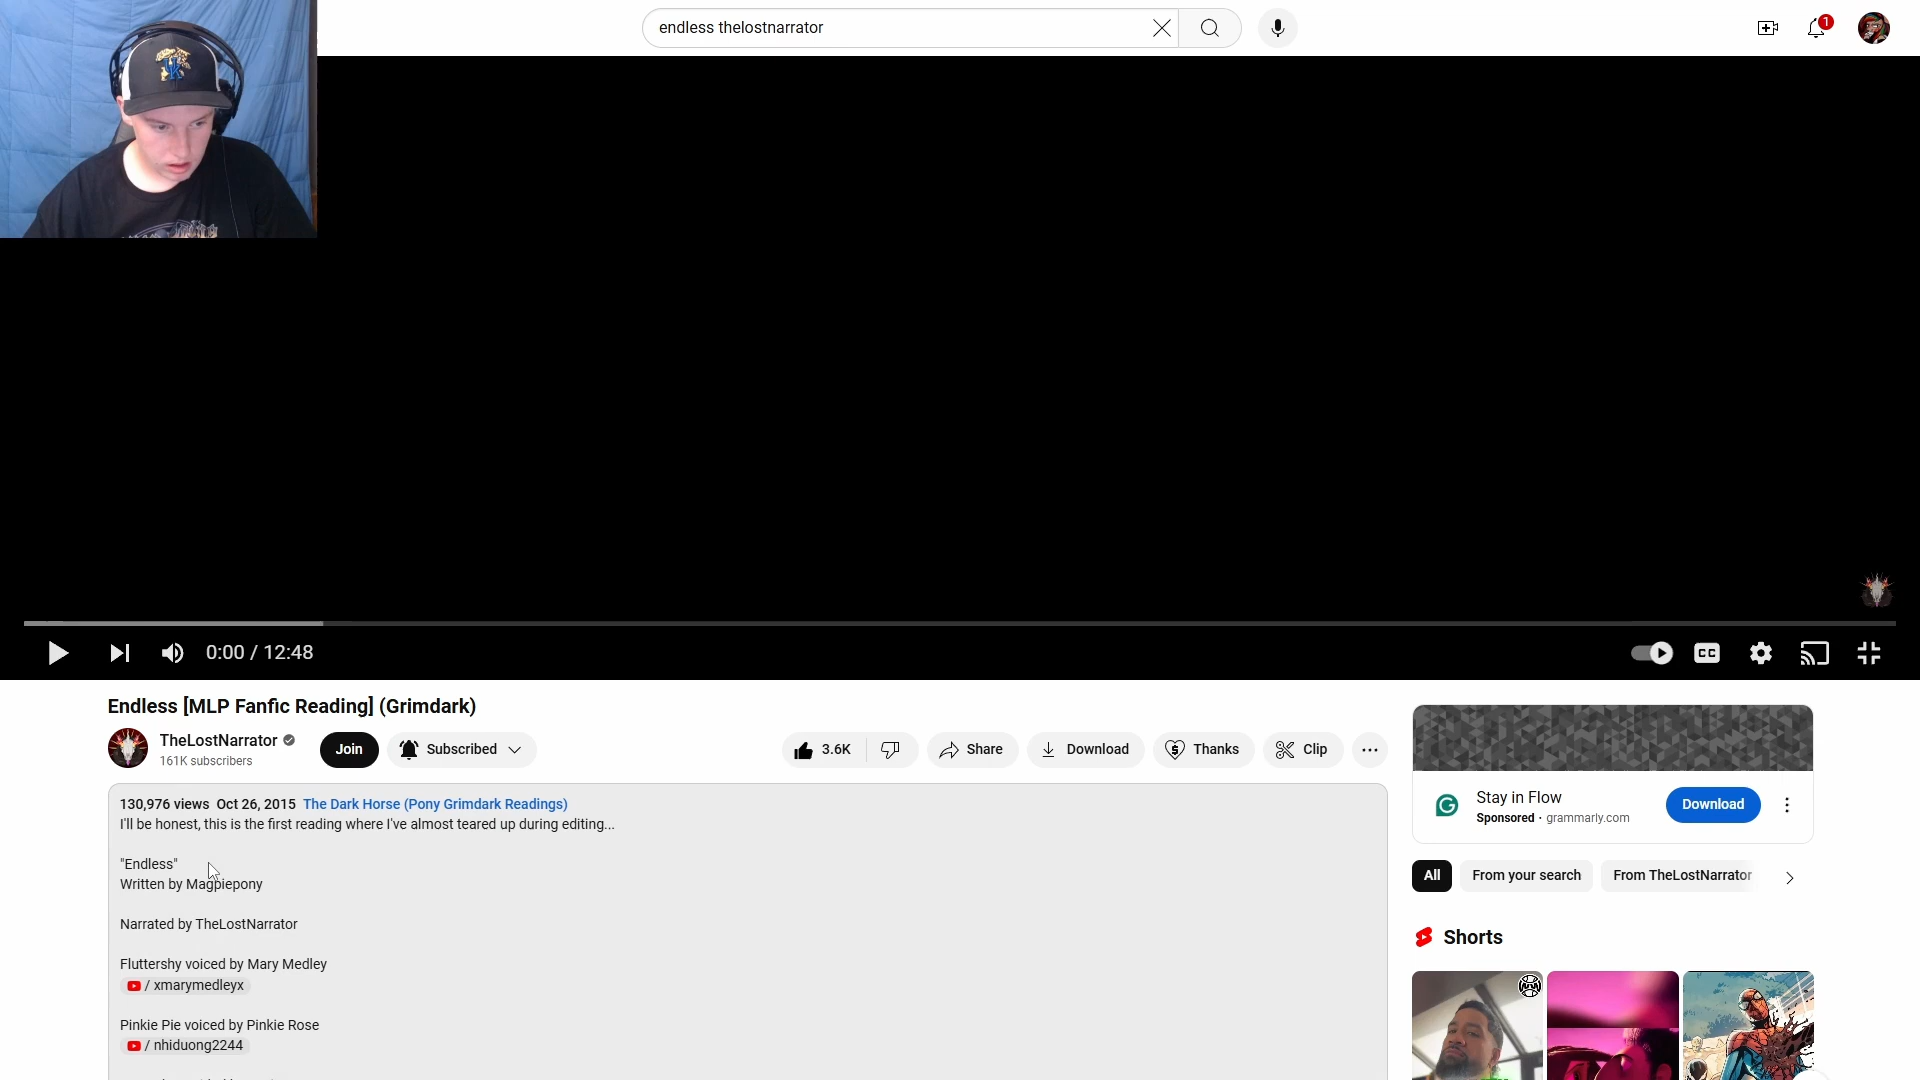 endless thelostnarrator
1
UK
CC
0:00 / 12:48
Endless [MLP Fanfic Reading] (Grimdark)
TheLostNarrator
161K subscribers
Join
Subscribed
3.6K
Share
Download
Thanks
Clip
130,976 views Oct 26, 2015 The Dark Horse (Pony Grimdark Readings)
I'll be honest, this is the first reading where I've almost teared up during editing...
"Endless"
Written by Magpiepony
Narrated by TheLostNarrator
Fluttershy voiced by Mary Medley
/ xmarymedleyx
Pinkie Pie voiced by Pinkie Rose
/ nhiduong2244
Stay in Flow
Sponsored · grammarly.com
Download
All
From your search
From TheLostNarrator
Shorts